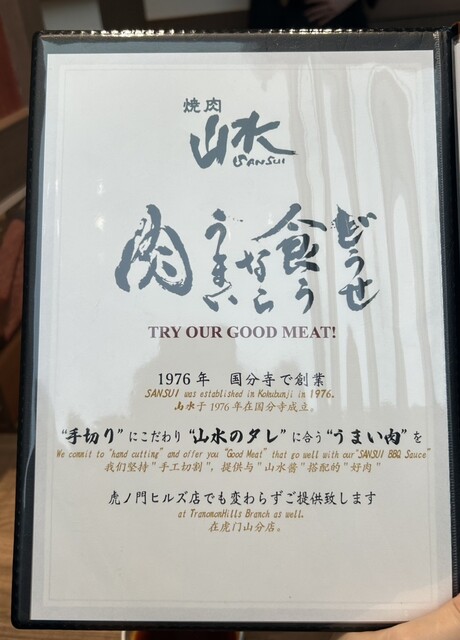 焼肉
山水
SANSUI
どうせ
食う
なら
うまい
肉
TRY OUR GOOD MEAT!
1976年　国分寺で創業
SANSUI was established in Kokubunji in 1976.
山水于1976年在国分寺成立。
“手切り”にこだわり“山水のタレ”に合う“うまい肉”を
We commit to "hand cutting" and offer you "Good Meat" that go well with our"SANSUI BBQ Sauce"
我们坚持"手工切割"，提供与"山水酱"搭配的"好肉"
虎ノ門ヒルズ店でも変わらずご提供致します
at TranomonHills Branch as well.
在虎门山分店。